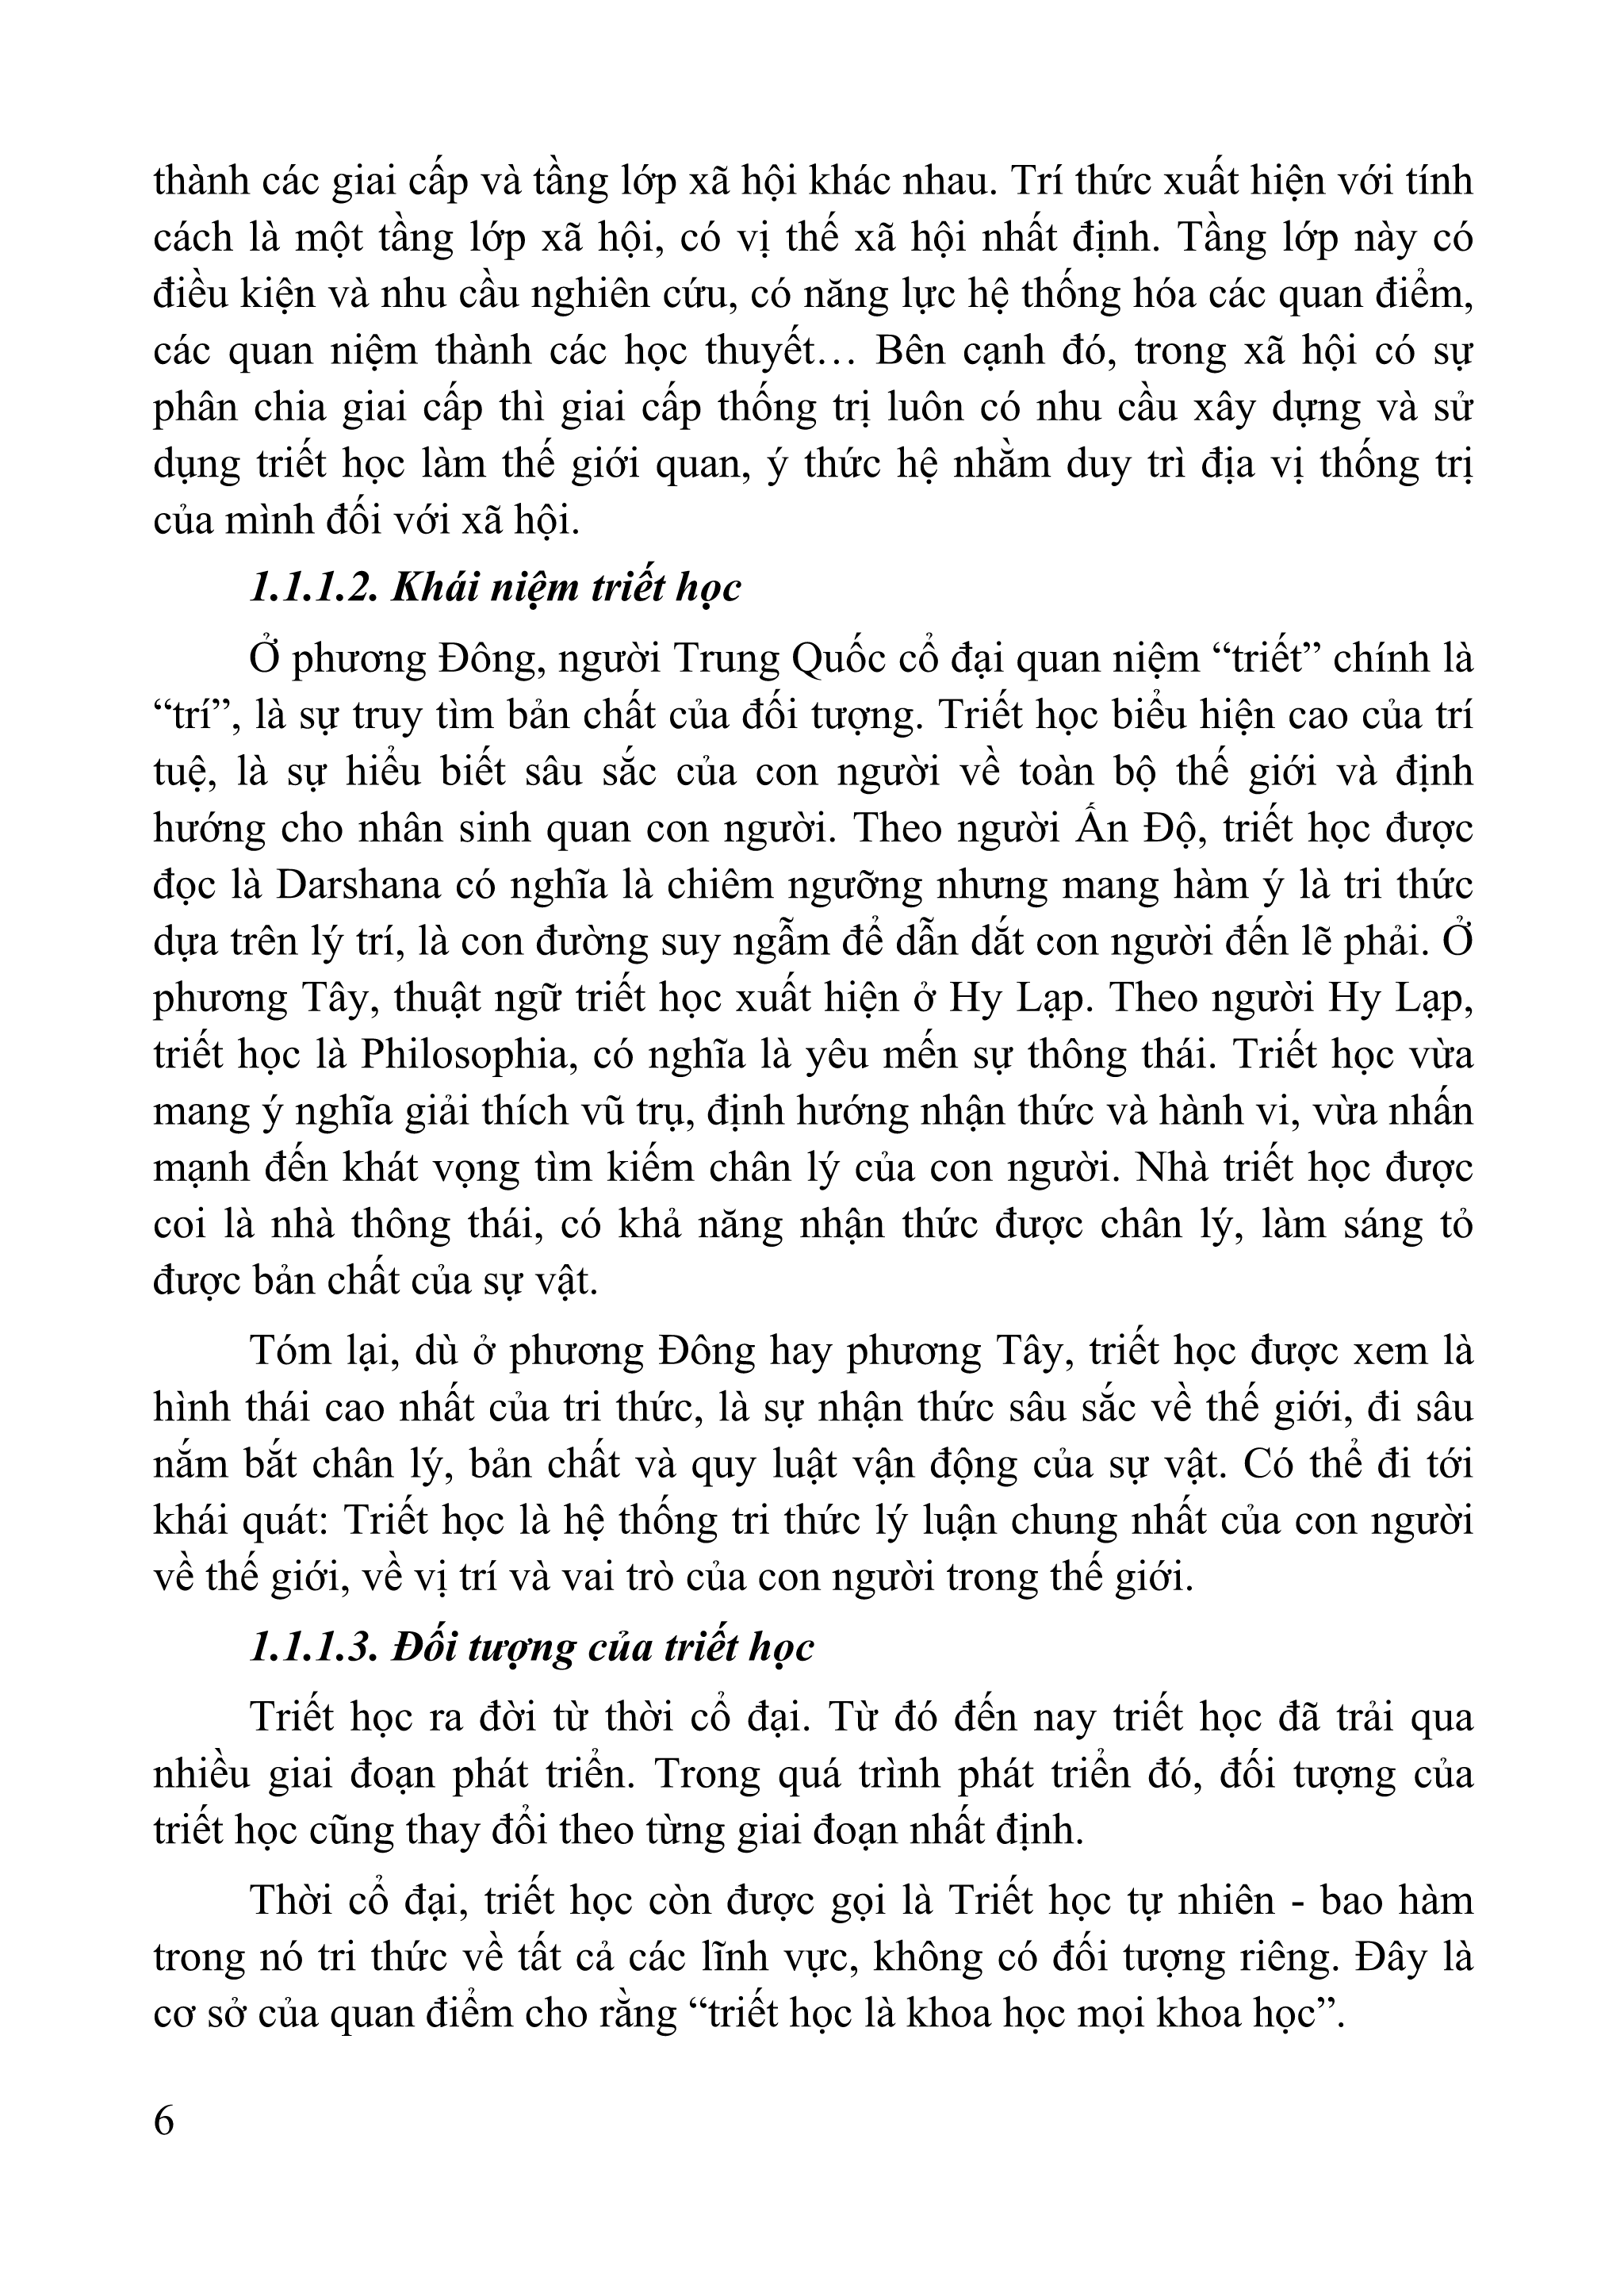 thành các giai cấp và tầng lớp xã hội khác nhau. Trí thức xuất hiện với tính
cách là một tầng lớp xã hội, có vị thế xã hội nhất định. Tầng lớp này có
điều kiện và nhu cầu nghiên cứu, có năng lực hệ thống hóa các quan điểm,
các quan niệm thành các học thuyết… Bên cạnh đó, trong xã hội có sự
phân chia giai cấp thì giai cấp thống trị luôn có nhu cầu xây dựng và sử
dụng triết học làm thế giới quan, ý thức hệ nhằm duy trì địa vị thống trị
của mình đối với xã hội.
1.1.1.2. Khái niệm triết học
Ở phương Đông, người Trung Quốc cổ đại quan niệm “triết” chính là
“trí”, là sự truy tìm bản chất của đối tượng. Triết học biểu hiện cao của trí
tuệ, là sự hiểu biết sâu sắc của con người về toàn bộ thế giới và định
hướng cho nhân sinh quan con người. Theo người Ấn Độ, triết học được
đọc là Darshana có nghĩa là chiêm ngưỡng nhưng mang hàm ý là tri thức
dựa trên lý trí, là con đường suy ngẫm để dẫn dắt con người đến lẽ phải. Ở
phương Tây, thuật ngữ triết học xuất hiện ở Hy Lạp. Theo người Hy Lạp,
triết học là Philosophia, có nghĩa là yêu mến sự thông thái. Triết học vừa
mang ý nghĩa giải thích vũ trụ, định hướng nhận thức và hành vi, vừa nhấn
mạnh đến khát vọng tìm kiếm chân lý của con người. Nhà triết học được
coi là nhà thông thái, có khả năng nhận thức được chân lý, làm sáng tỏ
được bản chất của sự vật.
Tóm lại, dù ở phương Đông hay phương Tây, triết học được xem là
hình thái cao nhất của tri thức, là sự nhận thức sâu sắc về thế giới, đi sâu
nắm bắt chân lý, bản chất và quy luật vận động của sự vật. Có thể đi tới
khái quát: Triết học là hệ thống tri thức lý luận chung nhất của con người
về thế giới, về vị trí và vai trò của con người trong thế giới.
1.1.1.3. Đối tượng của triết học
Triết học ra đời từ thời cổ đại. Từ đó đến nay triết học đã trải qua
nhiều giai đoạn phát triển. Trong quá trình phát triển đó, đối tượng của
triết học cũng thay đổi theo từng giai đoạn nhất định.
Thời cổ đại, triết học còn được gọi là Triết học tự nhiên - bao hàm
trong nó tri thức về tất cả các lĩnh vực, không có đối tượng riêng. Đây là
cơ sở của quan điểm cho rằng “triết học là khoa học mọi khoa học”.
6